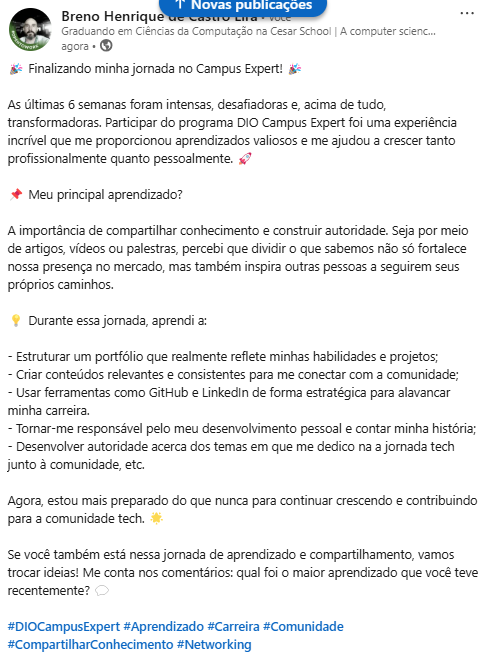 ↑ Novas publicações
Breno Henrique de Castro Lira • Você
Graduando em Ciências da Computação na Cesar School | A computer scienc...
agora •
🎉 Finalizando minha jornada no Campus Expert! 🎉
As últimas 6 semanas foram intensas, desafiadoras e, acima de tudo,
transformadoras. Participar do programa DIO Campus Expert foi uma experiência
incrível que me proporcionou aprendizados valiosos e me ajudou a crescer tanto
profissionalmente quanto pessoalmente. 🚀
📌 Meu principal aprendizado?
A importância de compartilhar conhecimento e construir autoridade. Seja por meio
de artigos, vídeos ou palestras, percebi que dividir o que sabemos não só fortalece
nossa presença no mercado, mas também inspira outras pessoas a seguirem seus
próprios caminhos.
💡 Durante essa jornada, aprendi a:
- Estruturar um portfólio que realmente reflete minhas habilidades e projetos;
- Criar conteúdos relevantes e consistentes para me conectar com a comunidade;
- Usar ferramentas como GitHub e LinkedIn de forma estratégica para alavancar
minha carreira.
- Tornar-me responsável pelo meu desenvolvimento pessoal e contar minha história;
- Desenvolver autoridade acerca dos temas em que me dedico na a jornada tech
junto à comunidade, etc.
Agora, estou mais preparado do que nunca para continuar crescendo e contribuindo
para a comunidade tech. 🌟
Se você também está nessa jornada de aprendizado e compartilhamento, vamos
trocar ideias! Me conta nos comentários: qual foi o maior aprendizado que você teve
recentemente? 💬
#DIOCampusExpert #Aprendizado #Carreira #Comunidade
#CompartilharConhecimento #Networking